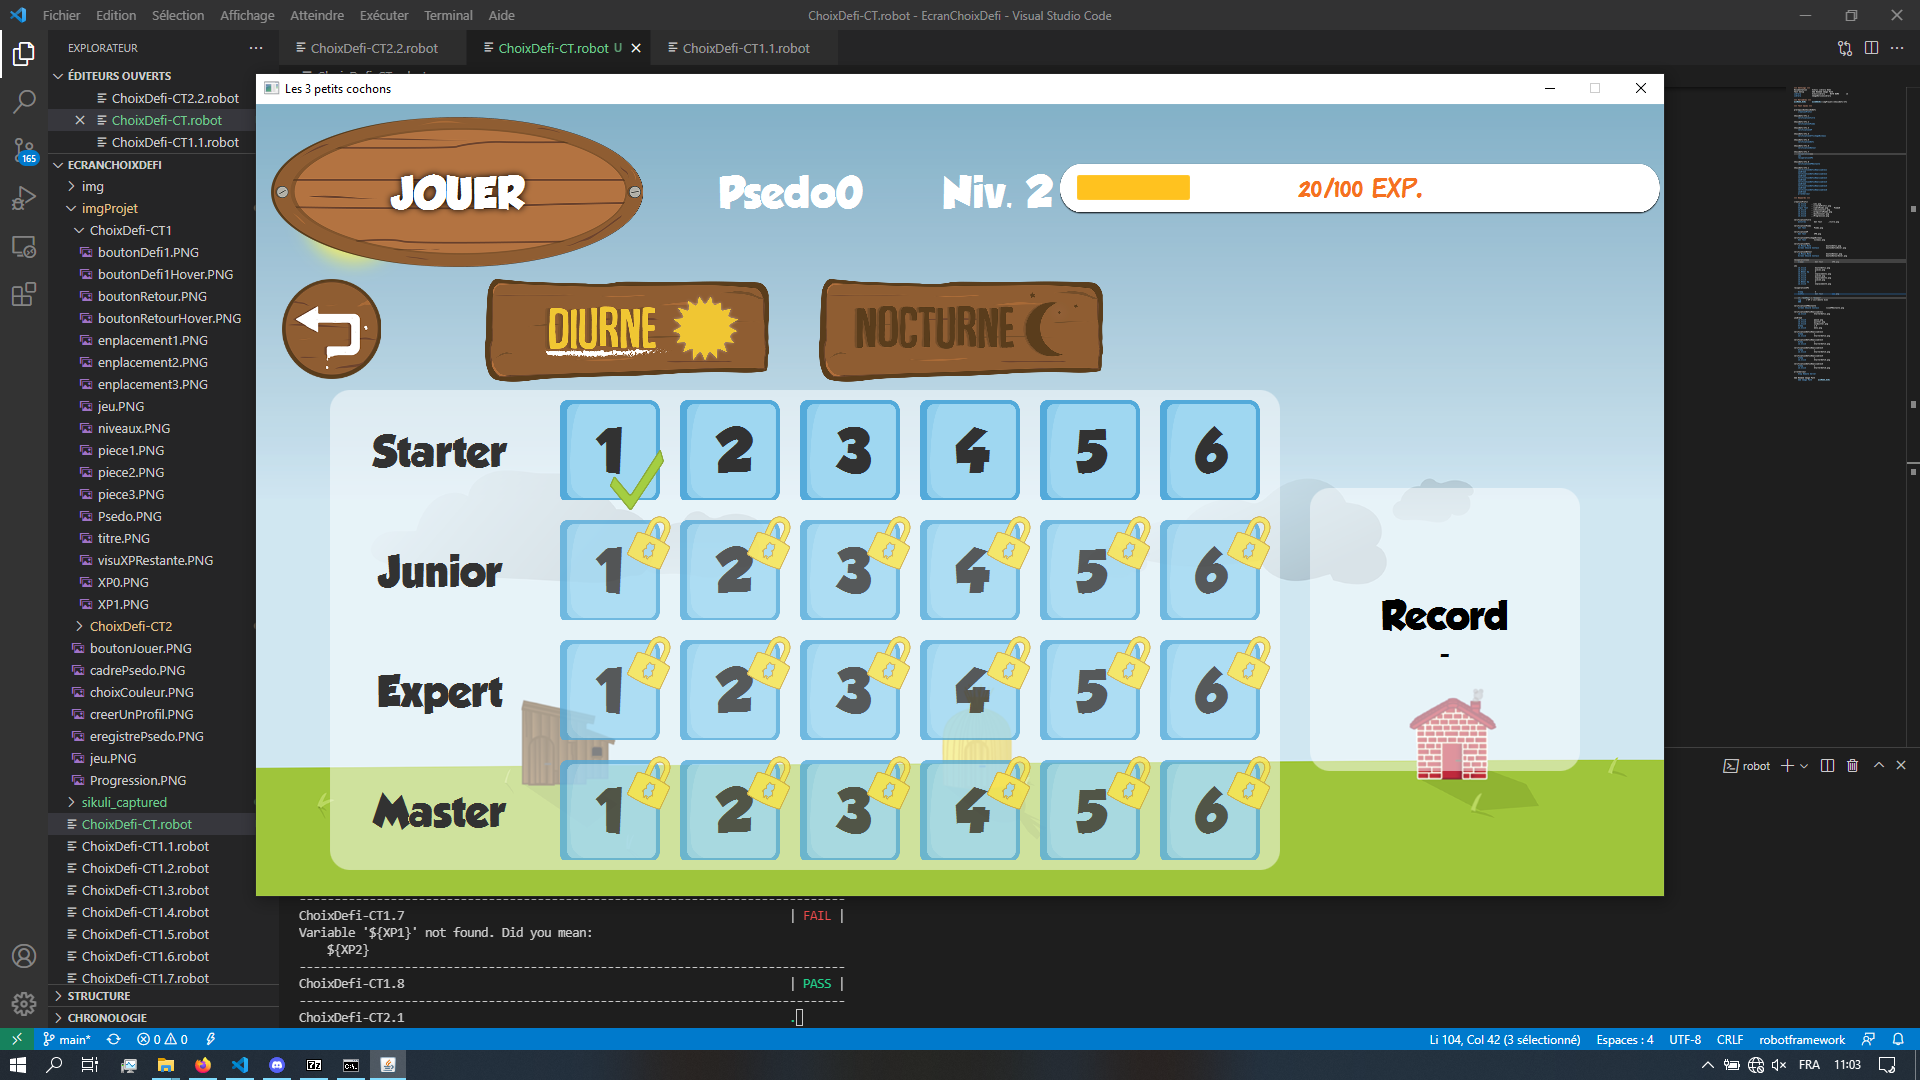 Fichier Edition Sélection Affichage Atteindre Exécuter Terminal Aide
ChoixDefi-CT.robot - EcranChoixDefi - Visual Studio Code
EXPLORATEUR
ChoixDefi-CT2.2.robot
ChoixDefi-CT.robot U
ChoixDefi-CT1.1.robot
ÉDITEURS OUVERTS
ChoixDefi-CT2.2.robot
ChoixDefi-CT.robot
ChoixDefi-CT1.1.robot
ECRANCHOIXDEFI
img
imgProjet
ChoixDefi-CT1
boutonDefi1.PNG
boutonDefi1Hover.PNG
boutonRetour.PNG
boutonRetourHover.PNG
enplacement1.PNG
enplacement2.PNG
enplacement3.PNG
jeu.PNG
niveaux.PNG
piece1.PNG
piece2.PNG
piece3.PNG
Psedo.PNG
titre.PNG
visuXPRestante.PNG
XP0.PNG
XP1.PNG
ChoixDefi-CT2
boutonJouer.PNG
cadrePsedo.PNG
choixCouleur.PNG
creerUnProfil.PNG
eregistrePsedo.PNG
jeu.PNG
Progression.PNG
sikuli_captured
ChoixDefi-CT.robot
ChoixDefi-CT1.1.robot
ChoixDefi-CT1.2.robot
ChoixDefi-CT1.3.robot
ChoixDefi-CT1.4.robot
ChoixDefi-CT1.5.robot
ChoixDefi-CT1.6.robot
ChoixDefi-CT1.7.robot
STRUCTURE
CHRONOLOGIE
165
Les 3 petits cochons
JOUER
Psedo0
Niv. 2
20/100 EXP.
DIURNE
NOCTURNE
Starter 1 2 3 4 5 6
Junior 1 2 3 4 5 6
Expert 1 2 3 4 5 6
Master 1 2 3 4 5 6
Record
-
robot
ChoixDefi-CT1.7 | FAIL |
Variable '${XP1}' not found. Did you mean:
${XP2}
ChoixDefi-CT1.8 | PASS |
ChoixDefi-CT2.1 .
main* 0 0
Li 104, Col 42 (3 sélectionné) Espaces : 4 UTF-8 CRLF robotframework
FRA 11:03